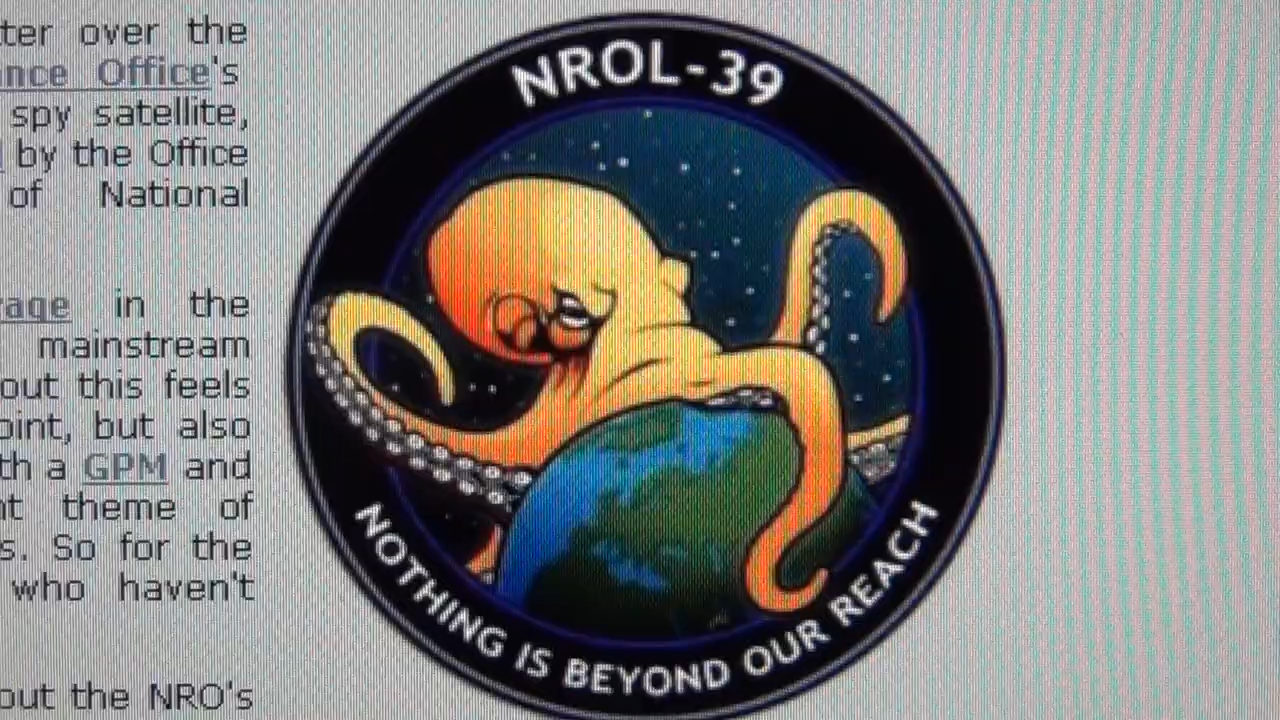 ter over the
nce Office's
spy satellite,
by the Office
of National
age in the
mainstream
out this feels
oint, but also
th a GPM and
nt theme of
s. So for the
who haven't
out the NRO's
NROL-39
NOTHING IS BEYOND OUR REACH